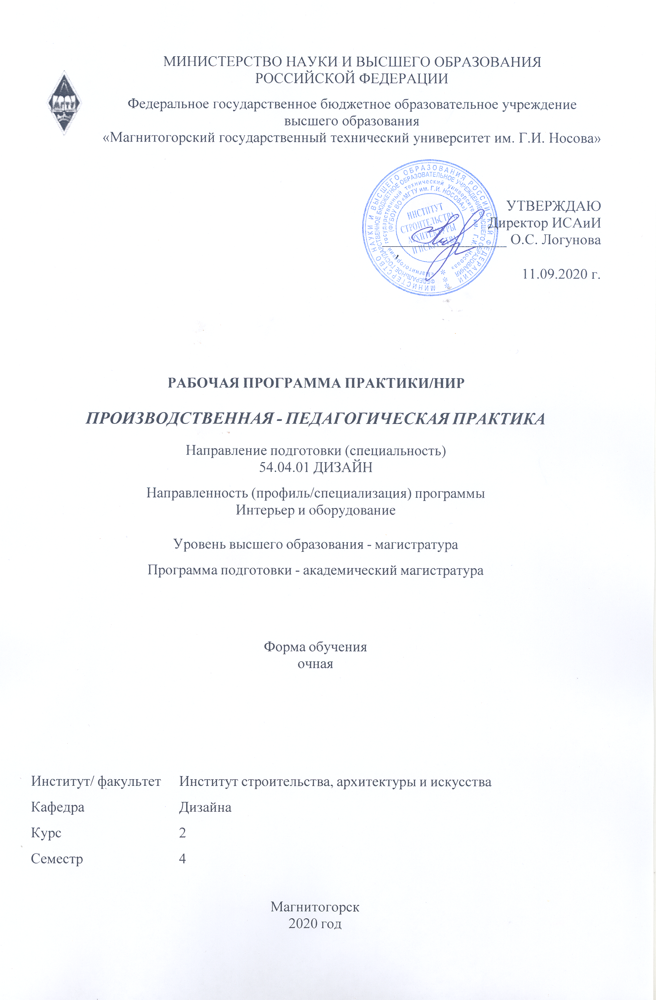 МИНИСТЕРСТВО НАУКИ И ВЫСШЕГО ОБРАЗОВАНИЯ
РОССИЙСКОЙ ФЕДЕРАЦИИ
Федеральное государственное бюджетное образовательное учреждение
высшего образования
«Магнитогорский государственный технический университет им. Г.И. Носова»
МИНИСТЕРСТВО НАУКИ И ВЫСШЕГО ОБРАЗОВАНИЯ РОССИЙСКОЙ ФЕДЕРАЦИИ
ФЕДЕРАЛЬНОЕ ГОСУДАРСТВЕННОЕ БЮДЖЕТНОЕ ОБРАЗОВАТЕЛЬНОЕ УЧРЕЖДЕНИЕ ВЫСШЕГО ОБРАЗОВАНИЯ
«Магнитогорский государственный технический университет им. Г.И. Носова»
(ФГБОУ ВО «МГТУ им. Г.И. НОСОВА»)
ИНСТИТУТ
СТРОИТЕЛЬСТВА,
АРХИТЕКТУРЫ
И ИСКУССТВА
УТВЕРЖДАЮ
Директор ИСАиИ
О.С. Логунова
11.09.2020 г.
РАБОЧАЯ ПРОГРАММА ПРАКТИКИ/НИР
ПРОИЗВОДСТВЕННАЯ - ПЕДАГОГИЧЕСКАЯ ПРАКТИКА
Направление подготовки (специальность)
54.04.01 ДИЗАЙН
Направленность (профиль/специализация) программы
Интерьер и оборудование
Уровень высшего образования - магистратура
Программа подготовки - академический магистратура
Форма обучения
очная
Институт/ факультет Институт строительства, архитектуры и искусства
Кафедра Дизайна
Курс 2
Семестр 4
Магнитогорск
2020 год